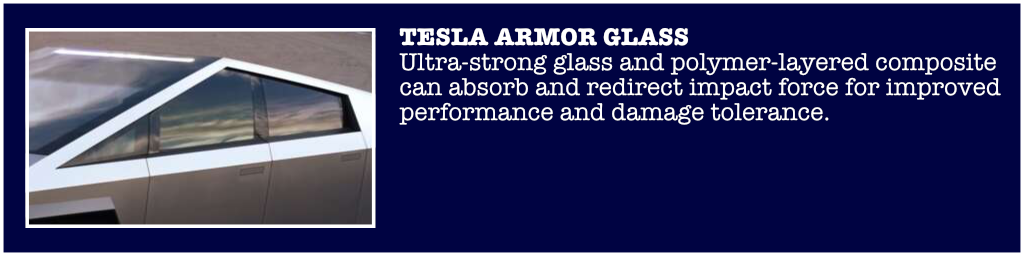 TESLA ARMOR GLASS
Ultra-strong glass and polymer-layered composite
can absorb and redirect impact force for improved
performance and damage tolerance.